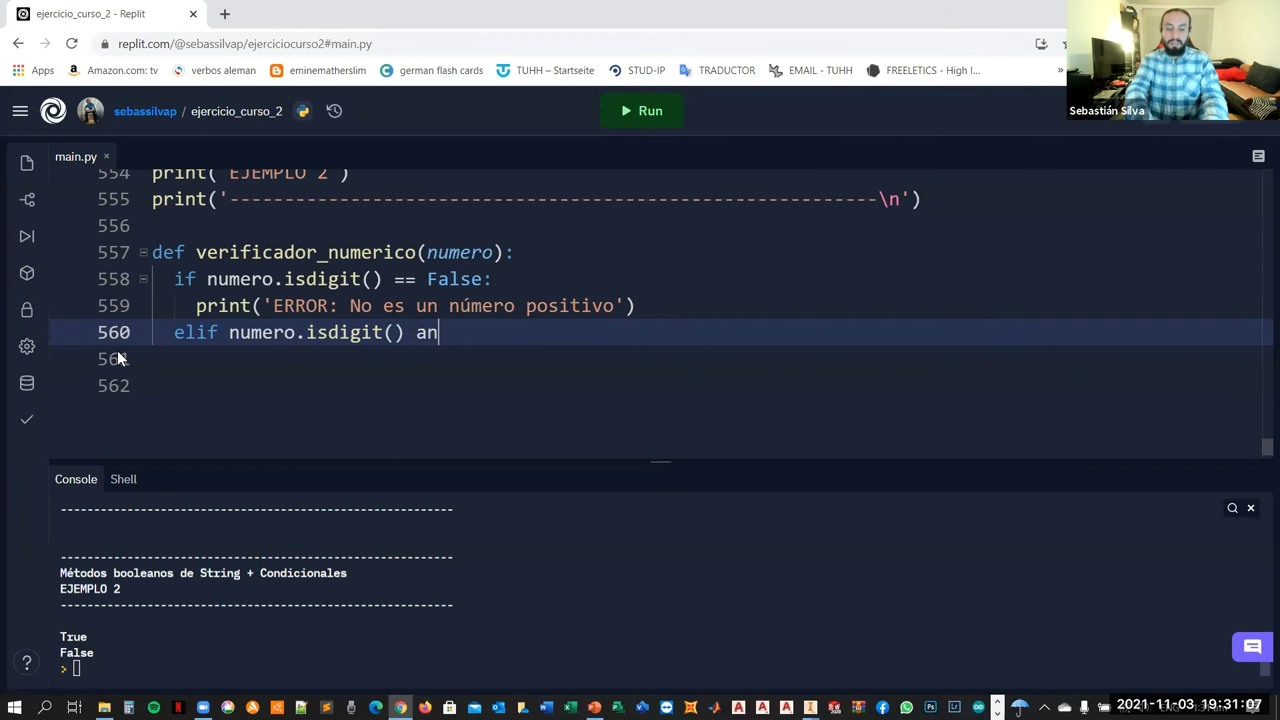 ejercicio_curso_2 - Replit
replit.com/@sebassilvap/ejerciciocurso2#main.py
Apps
Amazon.com: tv
verbos aleman
eminematherslim
german flash cards
TUHH – Startseite
STUD-IP
TRADUCTOR
EMAIL - TUHH
FREELETICS - High I...
»
Sebastián Silva
sebassilvap / ejercicio_curso_2
Run
main.py
554 print('EJEMPLO 2')
555 print('-----------------------------------------------------------\n')
556
557 def verificador_numerico(numero):
558 if numero.isdigit() == False:
559 print('ERROR: No es un número positivo')
560 elif numero.isdigit() an
561
562
Console Shell
-----------------------------------------------------------
-----------------------------------------------------------
Métodos booleanos de String + Condicionales
EJEMPLO 2
-----------------------------------------------------------
True
False
>
2021-11-03 19:31:07